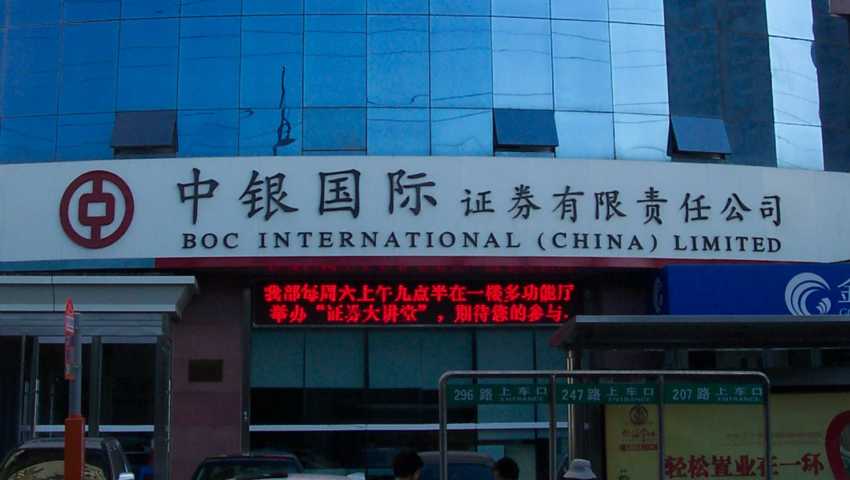 中银国际 证券有限责任公司
BOC INTERNATIONAL (CHINA) LIMITED
我部每周六上午九点半在一楼多功能厅
举办“证券大讲堂”，期待您的参与.
金
296 路上车口 ENTRANCE
247 路上车口 ENTRANCE
207 路上车口 ENTRANCE
轻松置业在一环